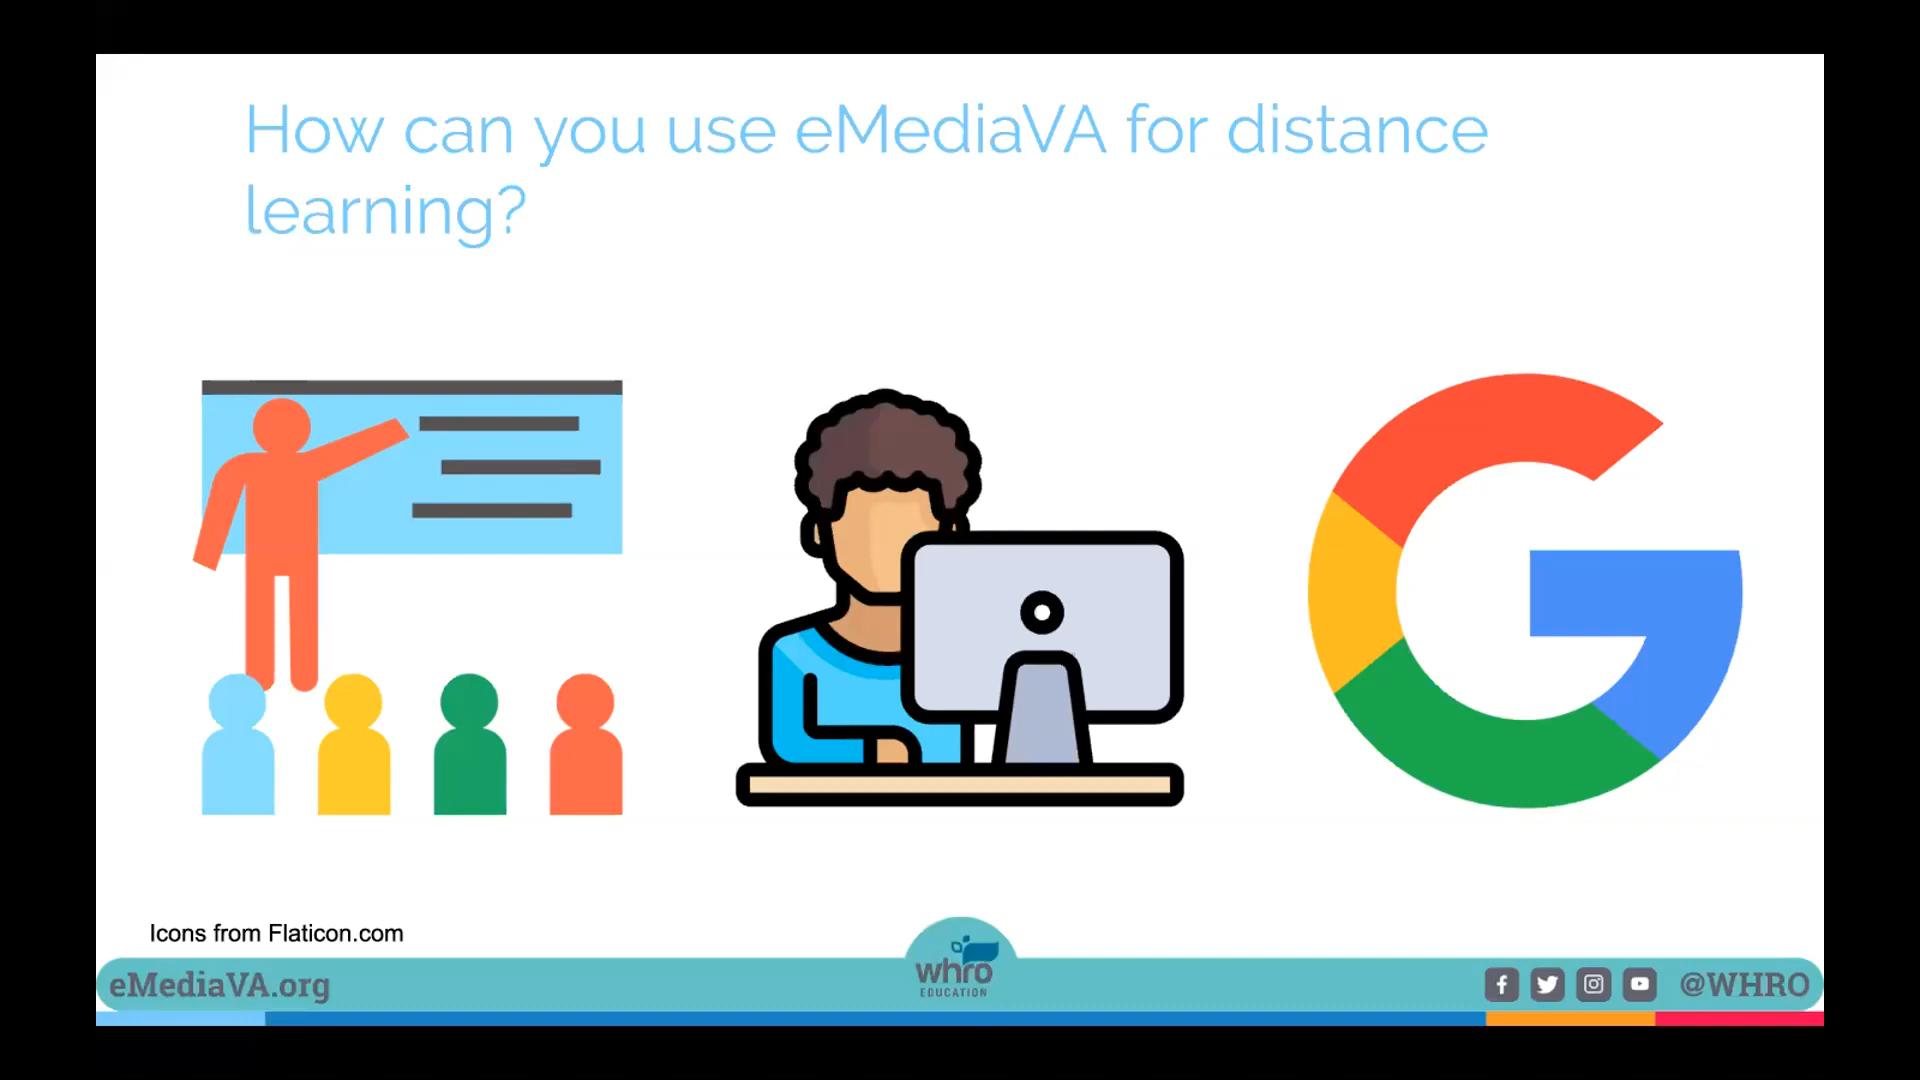 How can you use eMediaVA for distance
learning?
Icons from Flaticon.com
eMediaVA.org
whro
EDUCATION
@WHRO